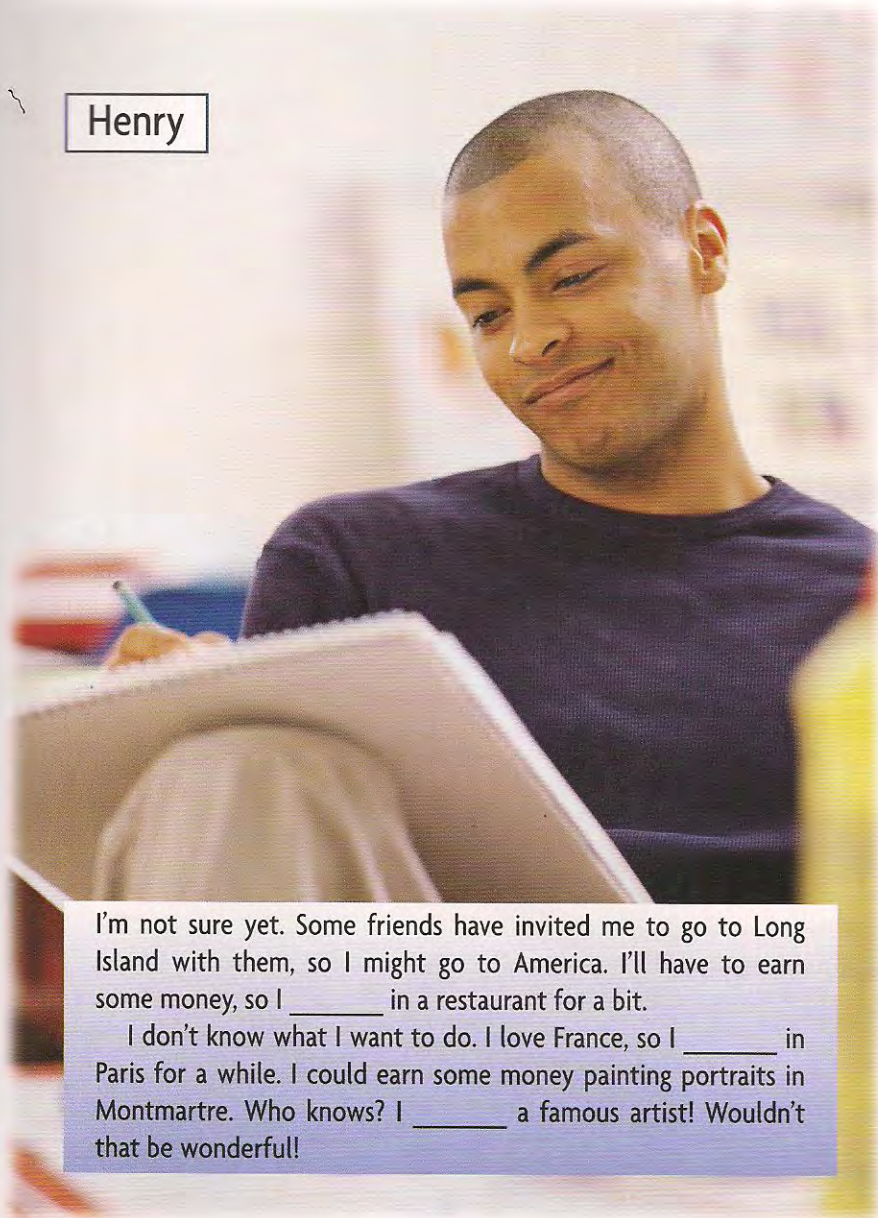 Henry
I'm not sure yet. Some friends have invited me to go to Long
Island with them, so I might go to America. I'll have to earn
some money, so I ________ in a restaurant for a bit.
I don't know what I want to do. I love France, so I ________ in
Paris for a while. I could earn some money painting portraits in
Montmartre. Who knows? I ________ a famous artist! Wouldn't
that be wonderful!